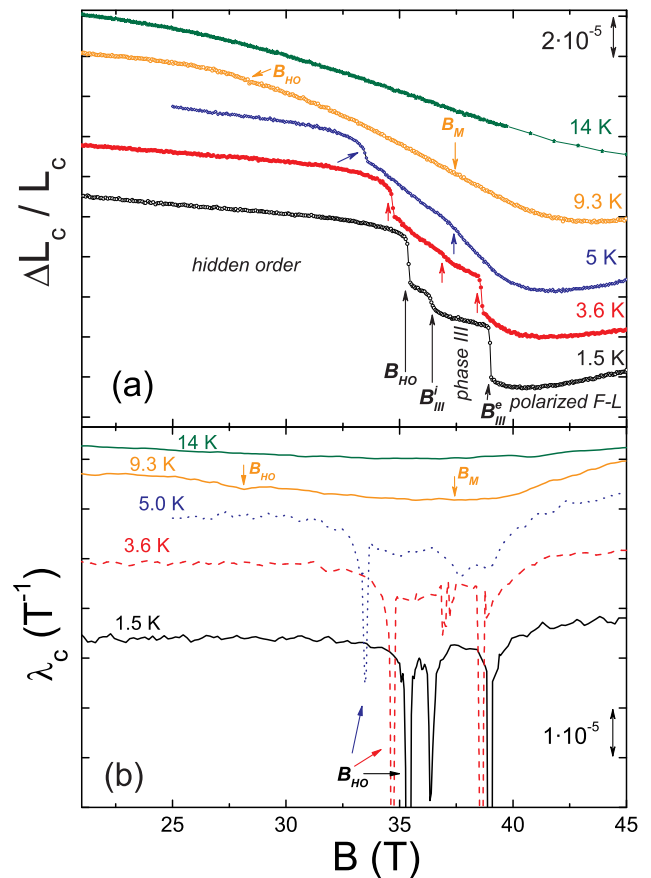 ΔL_c / L_c
2·10⁻⁵
B_HO
B_M
14 K
9.3 K
5 K
3.6 K
1.5 K
hidden order
(a)
B_HO
B^i_III
phase III
B^e_III
polarized F-L
λ_c (T⁻¹)
14 K
9.3 K
B_HO
B_M
5.0 K
3.6 K
1.5 K
1·10⁻⁵
B_HO
(b)
25 30 35 40 45
B (T)